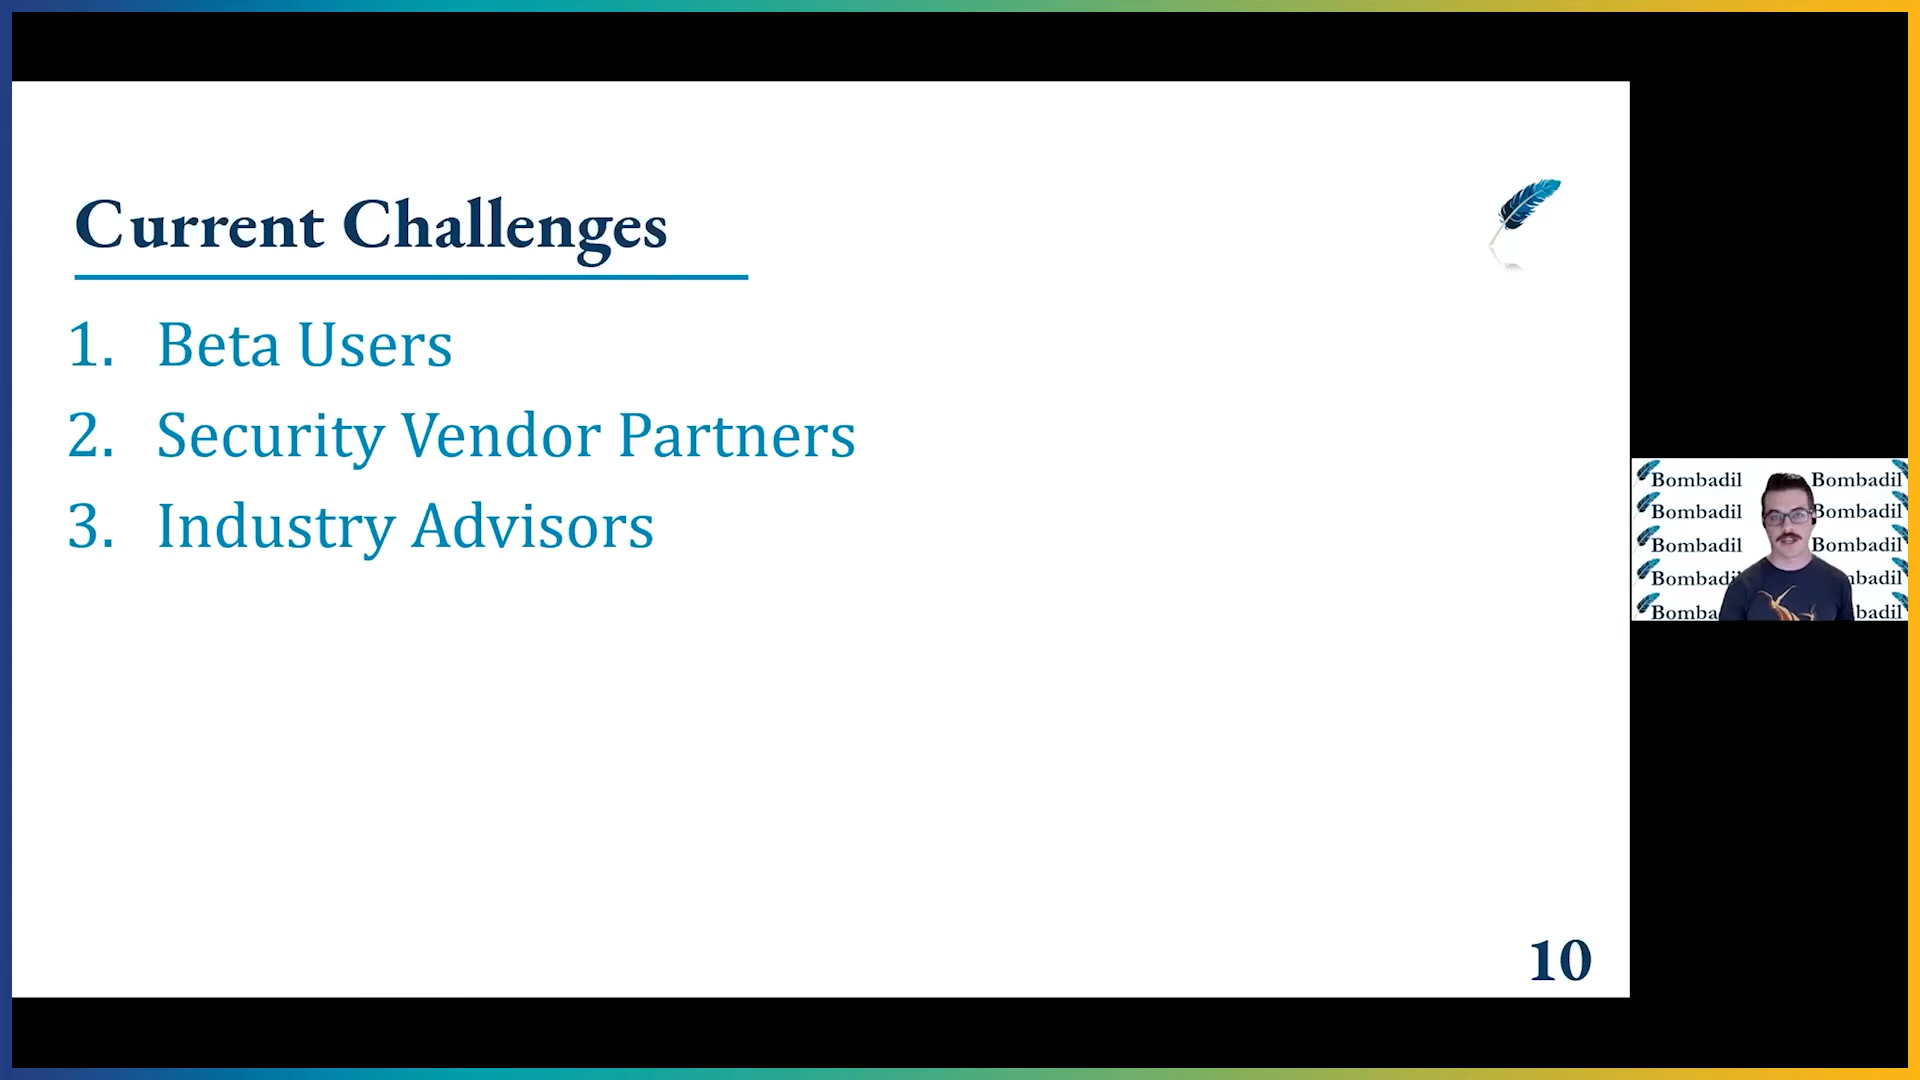 Current Challenges
1. Beta Users
2. Security Vendor Partners
3. Industry Advisors
10
Bombadil Bombadil
Bombadil Bombadil
Bombadil Bombadil
Bombadil mbadil
Bomba badil